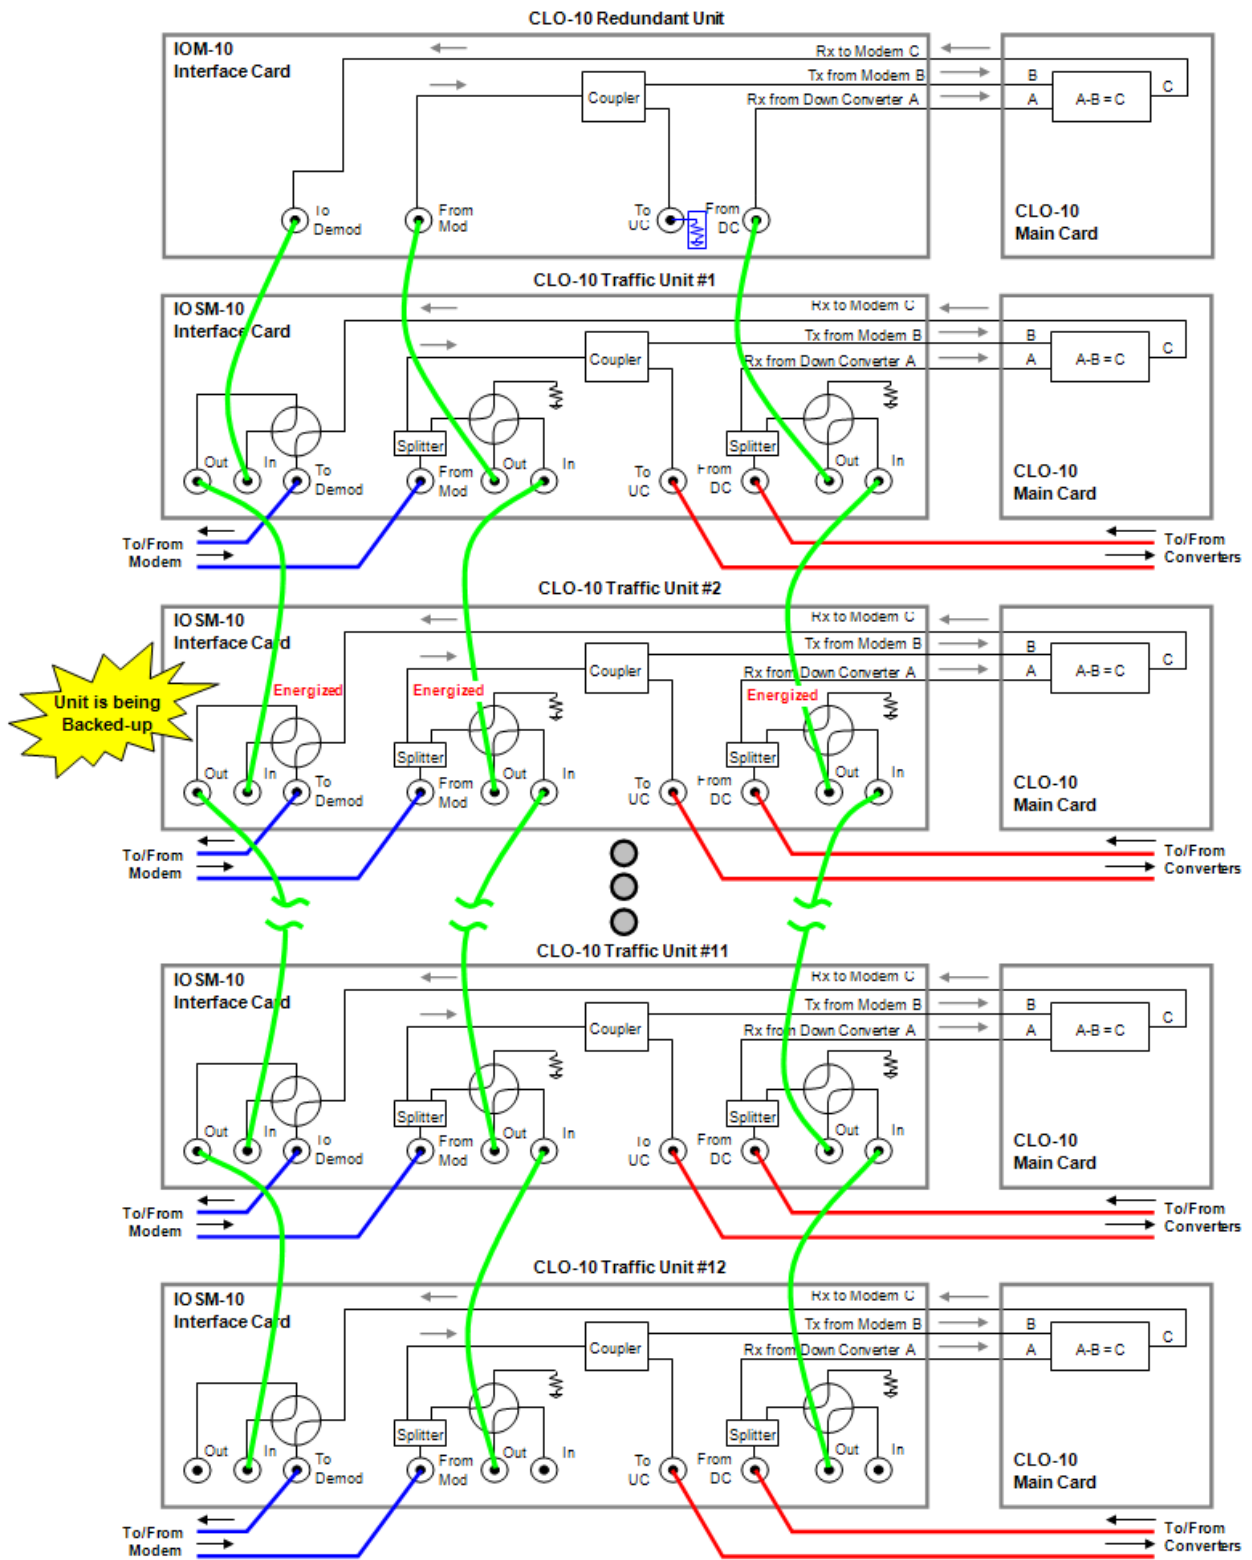 CLO-10 Redundant Unit
IOM-10
Interface Card
Rx to Modem C
Tx from Modem B
Rx from Down Converter A
Coupler
B
A
A-B = C
C
To
Demod
From
Mod
To
UC
From
DC
CLO-10
Main Card
CLO-10 Traffic Unit #1
IOSM-10
Interface Card
Rx to Modem C
Tx from Modem B
Rx from Down Converter A
Coupler
B
A
A-B = C
C
Splitter
Splitter
Out
In
To
Demod
From
Mod
Out
In
To
UC
From
DC
Out
In
CLO-10
Main Card
To/From
Modem
To/From
Converters
CLO-10 Traffic Unit #2
IOSM-10
Interface Card
Rx to Modem C
Tx from Modem B
Rx from Down Converter A
Coupler
B
A
A-B = C
C
Unit is being
Backed-up
Energized
Energized
Energized
Splitter
Splitter
Out
In
To
Demod
From
Mod
Out
In
To
UC
From
DC
Out
In
CLO-10
Main Card
To/From
Modem
To/From
Converters
CLO-10 Traffic Unit #11
IOSM-10
Interface Card
Rx to Modem C
Tx from Modem B
Rx from Down Converter A
Coupler
B
A
A-B = C
C
Splitter
Splitter
Out
In
To
Demod
From
Mod
Out
In
To
UC
From
DC
Out
In
CLO-10
Main Card
To/From
Modem
To/From
Converters
CLO-10 Traffic Unit #12
IOSM-10
Interface Card
Rx to Modem C
Tx from Modem B
Rx from Down Converter A
Coupler
B
A
A-B = C
C
Splitter
Splitter
Out
In
To
Demod
From
Mod
Out
In
To
UC
From
DC
Out
In
CLO-10
Main Card
To/From
Modem
To/From
Converters